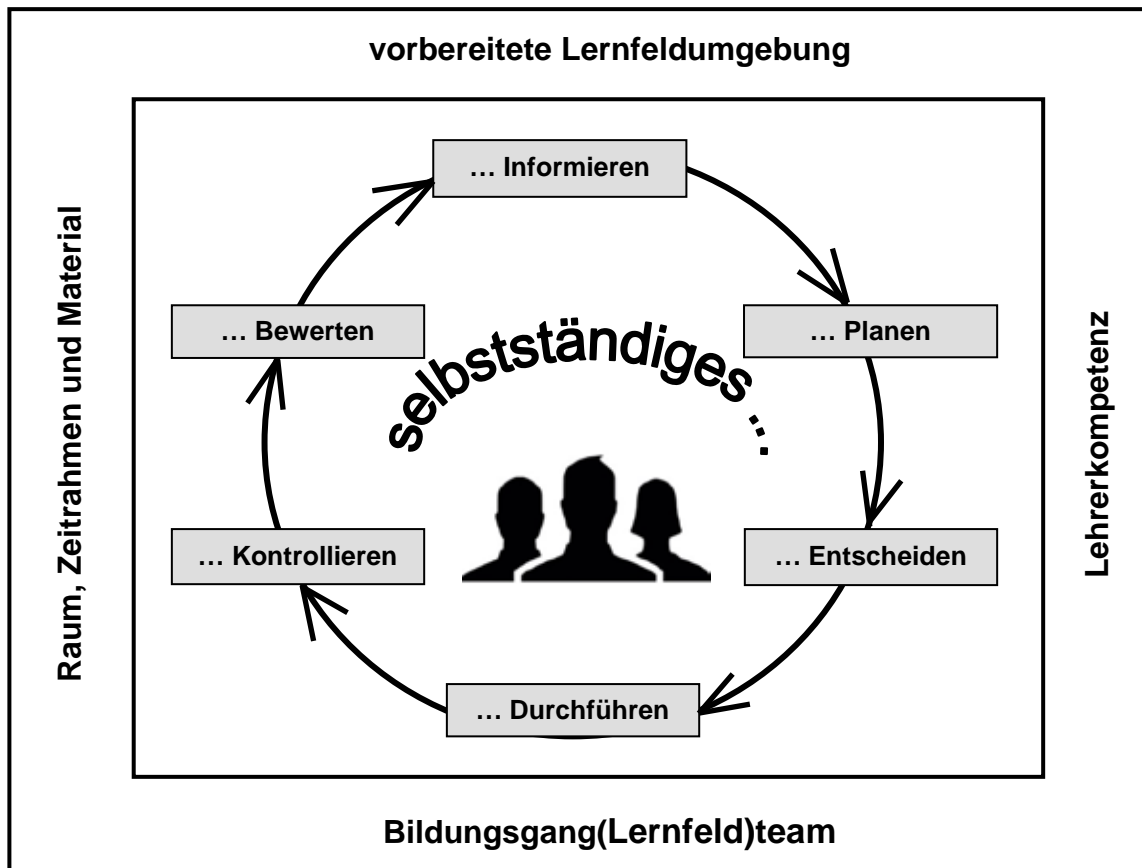 vorbereitete Lernfeldumgebung
… Informieren
… Bewerten
… Planen
selbstständiges ...
… Kontrollieren
… Entscheiden
… Durchführen
Raum, Zeitrahmen und Material
Lehrerkompetenz
Bildungsgang(Lernfeld)team